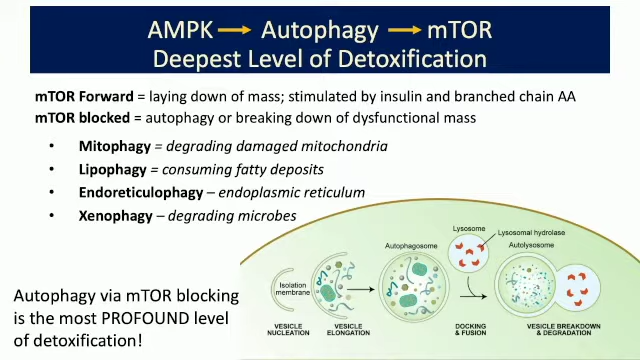 AMPK → Autophagy → mTOR
Deepest Level of Detoxification
mTOR Forward = laying down of mass; stimulated by insulin and branched chain AA
mTOR blocked = autophagy or breaking down of dysfunctional mass
• Mitophagy = degrading damaged mitochondria
• Lipophagy = consuming fatty deposits
• Endoreticulophagy – endoplasmic reticulum
• Xenophagy – degrading microbes
Lysosome
Lysosomal hydrolase
Autophagosome
Autolysosome
Isolation
membrane
VESICLE
NUCLEATION
VESICLE
ELONGATION
DOCKING
& FUSION
VESICLE BREAKDOWN
& DEGRADATION
Autophagy via mTOR blocking
is the most PROFOUND level
of detoxification!